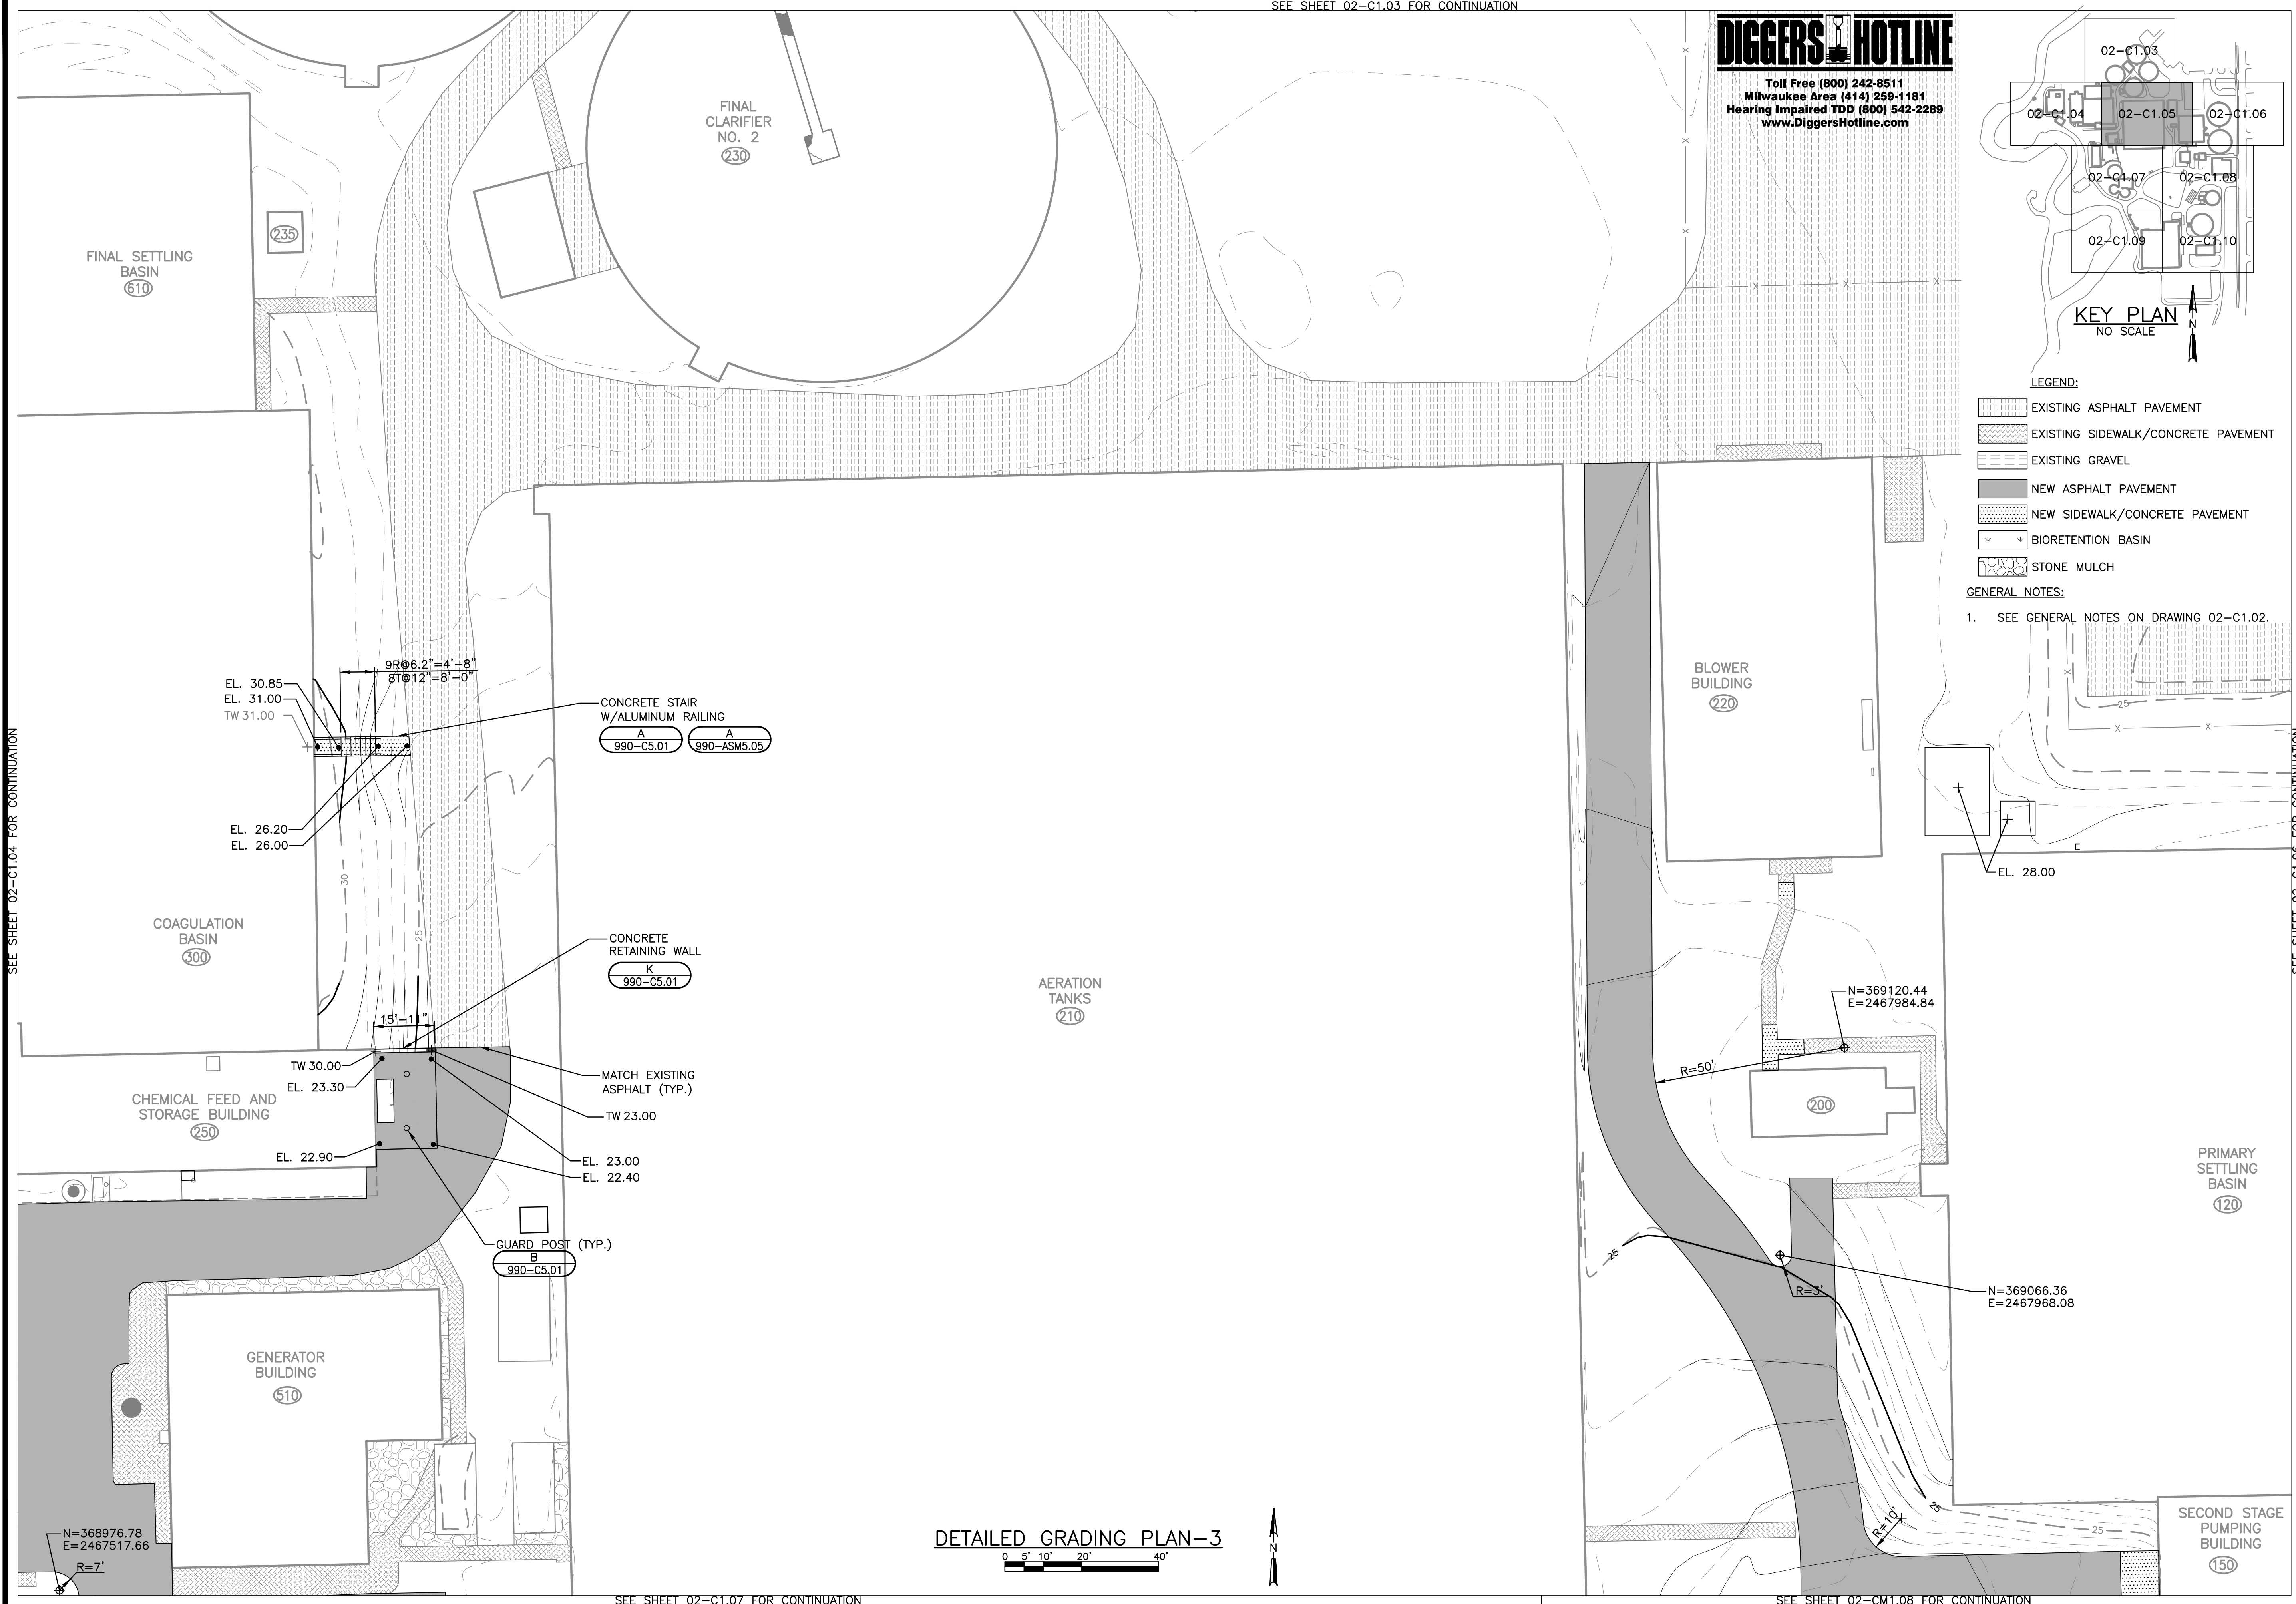 SEE SHEET 02-C1.03 FOR CONTINUATION
DIGGERS HOTLINE
Toll Free (800) 242-8511
Milwaukee Area (414) 259-1181
Hearing Impaired TDD (800) 542-2289
www.DiggersHotline.com
02-C1.03
02-C1.04
02-C1.05
02-C1.06
02-C1.07
02-C1.08
02-C1.09
02-C1.10
KEY PLAN
NO SCALE
N
LEGEND:
EXISTING ASPHALT PAVEMENT
EXISTING SIDEWALK/CONCRETE PAVEMENT
EXISTING GRAVEL
NEW ASPHALT PAVEMENT
NEW SIDEWALK/CONCRETE PAVEMENT
BIORETENTION BASIN
STONE MULCH
GENERAL NOTES:
1. SEE GENERAL NOTES ON DRAWING 02-C1.02.
FINAL
CLARIFIER
NO. 2
230
235
FINAL SETTLING
BASIN
610
9R@6.2"=4'-8"
8T@12"=8'-0"
EL. 30.85
EL. 31.00
TW 31.00
CONCRETE STAIR
W/ALUMINUM RAILING
A
990-C5.01
A
990-ASM5.05
EL. 26.20
EL. 26.00
30
25
COAGULATION
BASIN
300
CONCRETE
RETAINING WALL
K
990-C5.01
15'-11"
TW 30.00
EL. 23.30
MATCH EXISTING
ASPHALT (TYP.)
TW 23.00
CHEMICAL FEED AND
STORAGE BUILDING
250
EL. 22.90
EL. 23.00
EL. 22.40
GUARD POST (TYP.)
B
990-C5.01
GENERATOR
BUILDING
510
N=368976.78
E=2467517.66
R=7'
AERATION
TANKS
210
BLOWER
BUILDING
220
25
EL. 28.00
N=369120.44
E=2467984.84
R=50'
200
PRIMARY
SETTLING
BASIN
120
25
R=3'
N=369066.36
E=2467968.08
25
25
R=10'
SECOND STAGE
PUMPING
BUILDING
150
DETAILED GRADING PLAN-3
0 5' 10' 20' 40'
N
SEE SHEET 02-C1.04 FOR CONTINUATION
SEE SHEET 02-C1.06 FOR CONTINUATION
SEE SHEET 02-C1.07 FOR CONTINUATION
SEE SHEET 02-CM1.08 FOR CONTINUATION